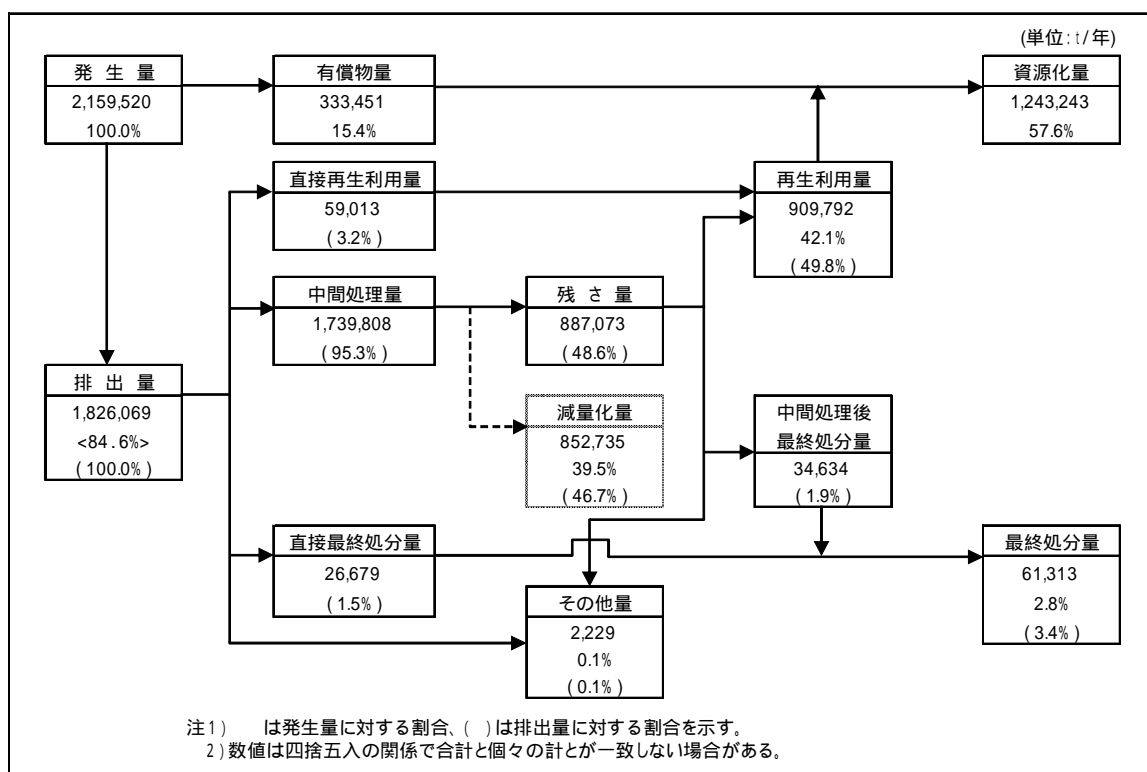 (単位:t/年)
発 生 量
2,159,520
100.0%
有償物量
333,451
15.4%
資源化量
1,243,243
57.6%
直接再生利用量
59,013
(3.2%)
再生利用量
909,792
42.1%
(49.8%)
中間処理量
1,739,808
(95.3%)
残 さ 量
887,073
(48.6%)
排 出 量
1,826,069
<84.6%>
(100.0%)
減量化量
852,735
39.5%
(46.7%)
中間処理後
最終処分量
34,634
(1.9%)
直接最終処分量
26,679
(1.5%)
最終処分量
61,313
2.8%
(3.4%)
その他量
2,229
0.1%
(0.1%)
注1) は発生量に対する割合、( )は排出量に対する割合を示す。
2)数値は四捨五入の関係で合計と個々の計とが一致しない場合がある。